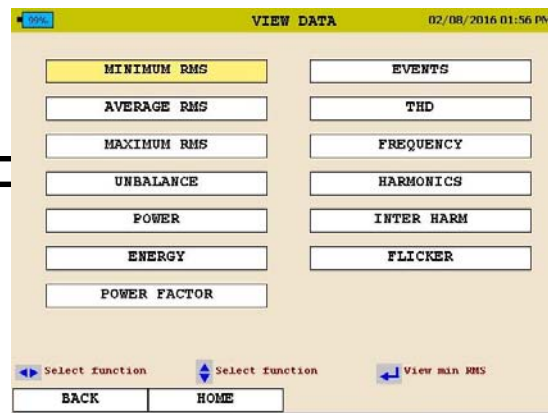 99% VIEW DATA 02/08/2016 01:56 PM
MINIMUM RMS EVENTS
AVERAGE RMS THD
MAXIMUM RMS FREQUENCY
UNBALANCE HARMONICS
POWER INTER HARM
ENERGY FLICKER
POWER FACTOR
Select function Select function View min RMS
BACK HOME